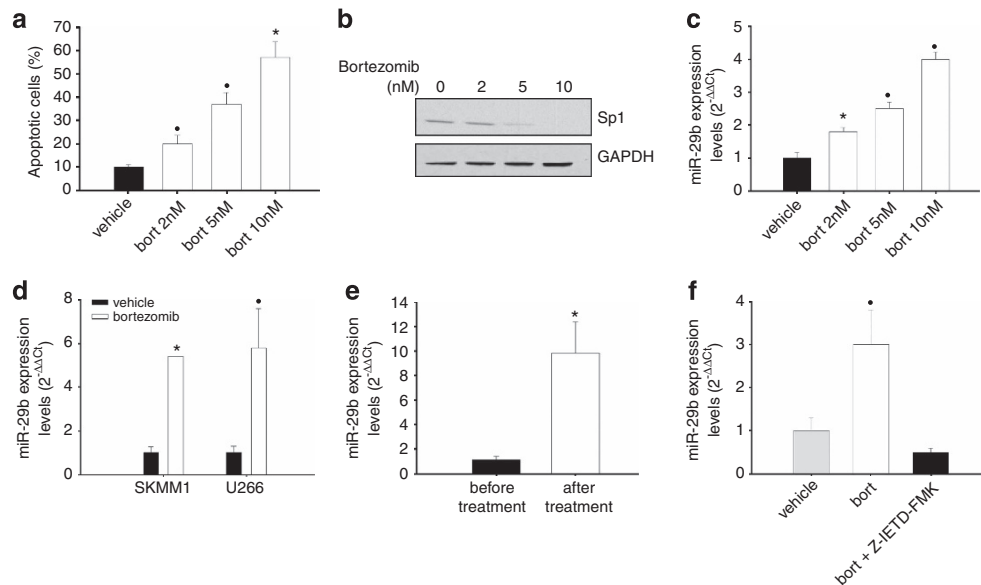 a
Apoptotic cells (%)
70
60
50
40
30
20
10
0
*
•
•
vehicle
bort 2nM
bort 5nM
bort 10nM
b
Bortezomib
(nM) 0 2 5 10
Sp1
GAPDH
c
miR-29b expression
levels (2-ΔΔCt)
5
4
3
2
1
0
*
•
•
vehicle
bort 2nM
bort 5nM
bort 10nM
d
miR-29b expression
levels (2-ΔΔCt)
8
6
4
2
0
vehicle
bortezomib
*
•
SKMM1 U266
e
miR-29b expression
levels (2-ΔΔCt)
14
12
10
8
6
4
2
0
*
before after
treatment treatment
f
miR-29b expression
levels (2-ΔΔCt)
4
3
2
1
0
•
vehicle
bort
bort + Z-IETD-FMK